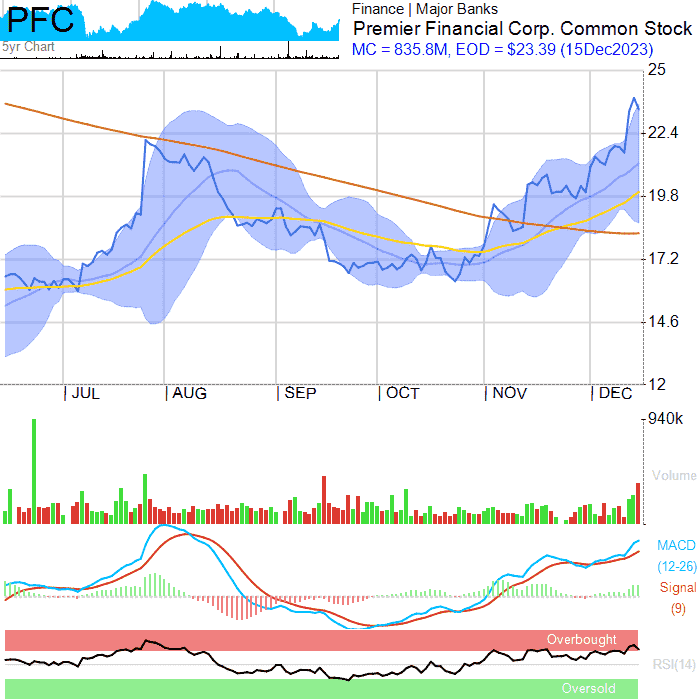 PFC
5yr Chart
Finance | Major Banks
Premier Financial Corp. Common Stock
MC = 835.8M, EOD = $23.39 (15Dec2023)
25
22.4
19.8
17.2
14.6
12
| JUL | AUG | SEP | OCT | NOV | DEC
940k
Volume
MACD
(12-26)
Signal
(9)
Overbought
RSI(14)
Oversold